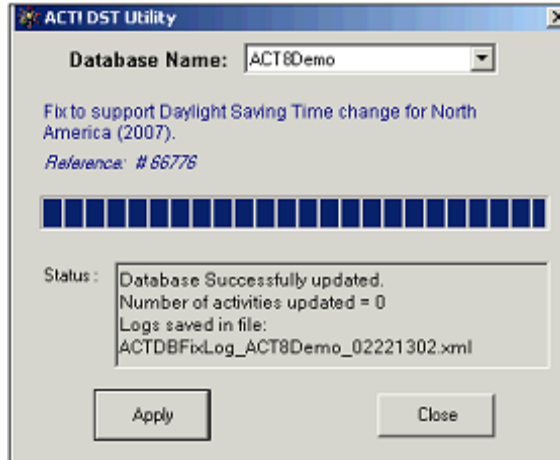 ACT! DST Utility
Database Name: ACT8Demo
Fix to support Daylight Saving Time change for North
America (2007).
Reference: # 66776
Status : Database Successfully updated.
Number of activities updated = 0
Logs saved in file:
ACTDBFixLog_ACT8Demo_02221302.xml
Apply Close